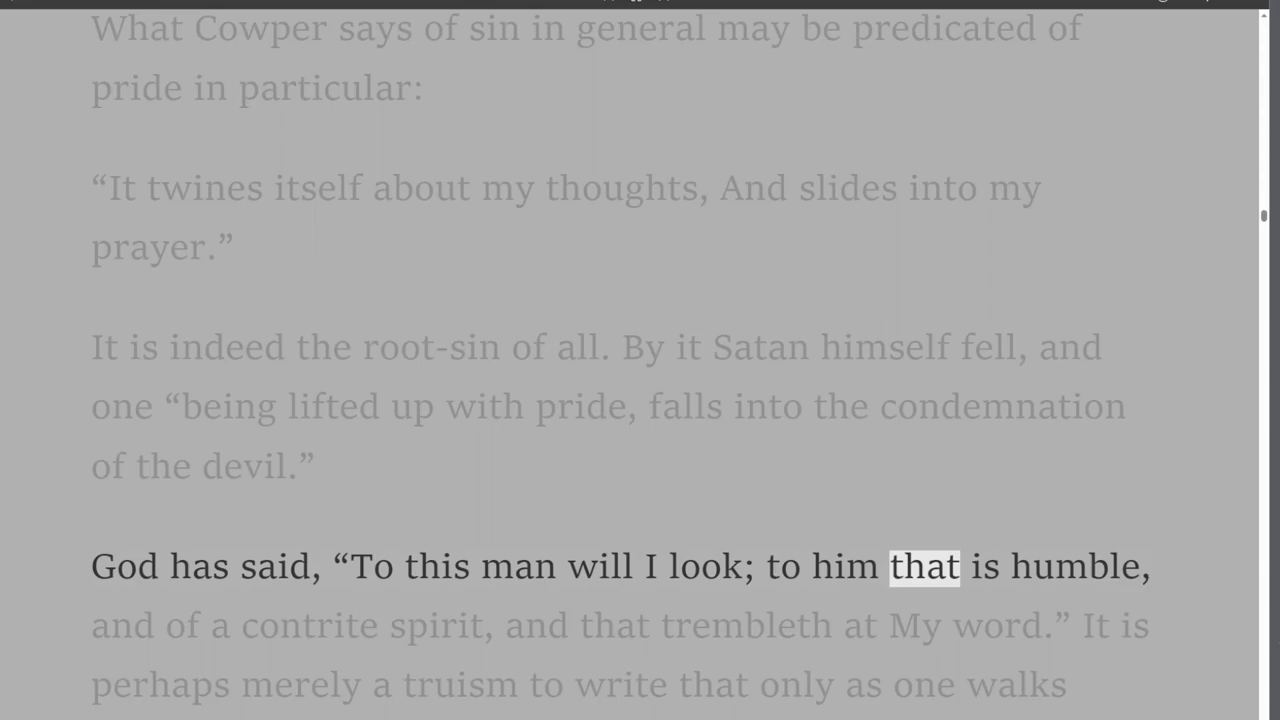 What Cowper says of sin in general may be predicated of
pride in particular:
“It twines itself about my thoughts, And slides into my
prayer.”
It is indeed the root-sin of all. By it Satan himself fell, and
one “being lifted up with pride, falls into the condemnation
of the devil.”
God has said, “To this man will I look; to him that is humble,
and of a contrite spirit, and that trembleth at My word.” It is
perhaps merely a truism to write that only as one walks